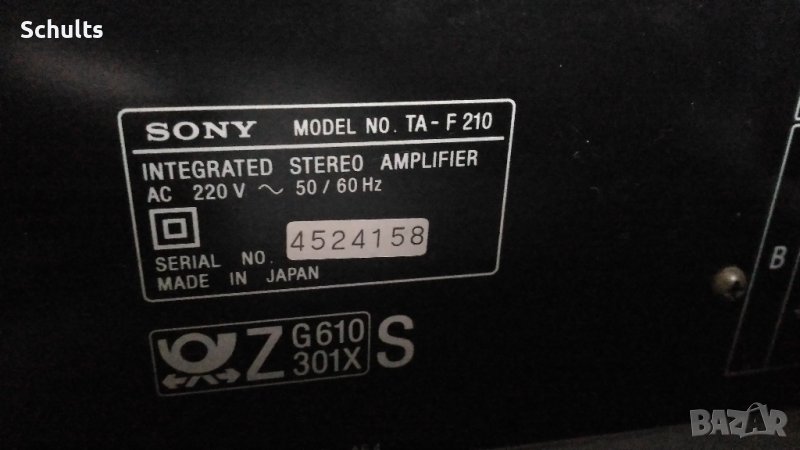 Schults
SONY MODEL NO. TA-F 210
INTEGRATED STEREO AMPLIFIER
AC 220 V ～ 50 / 60 Hz
SERIAL NO. 4524158
MADE IN JAPAN
Z G610 S
301X
B
BAZAR